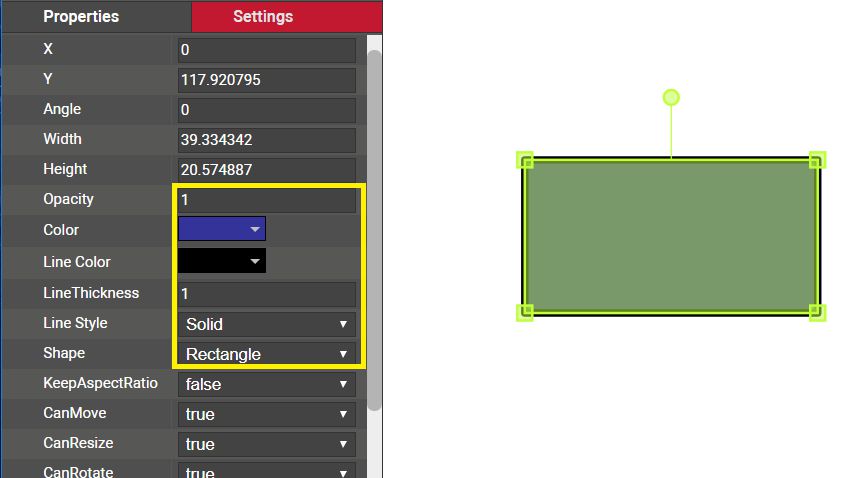 Properties Settings
X 0
Y 117.920795
Angle 0
Width 39.334342
Height 20.574887
Opacity 1
Color
Line Color
LineThickness 1
Line Style Solid
Shape Rectangle
KeepAspectRatio false
CanMove true
CanResize true
CanRotate true